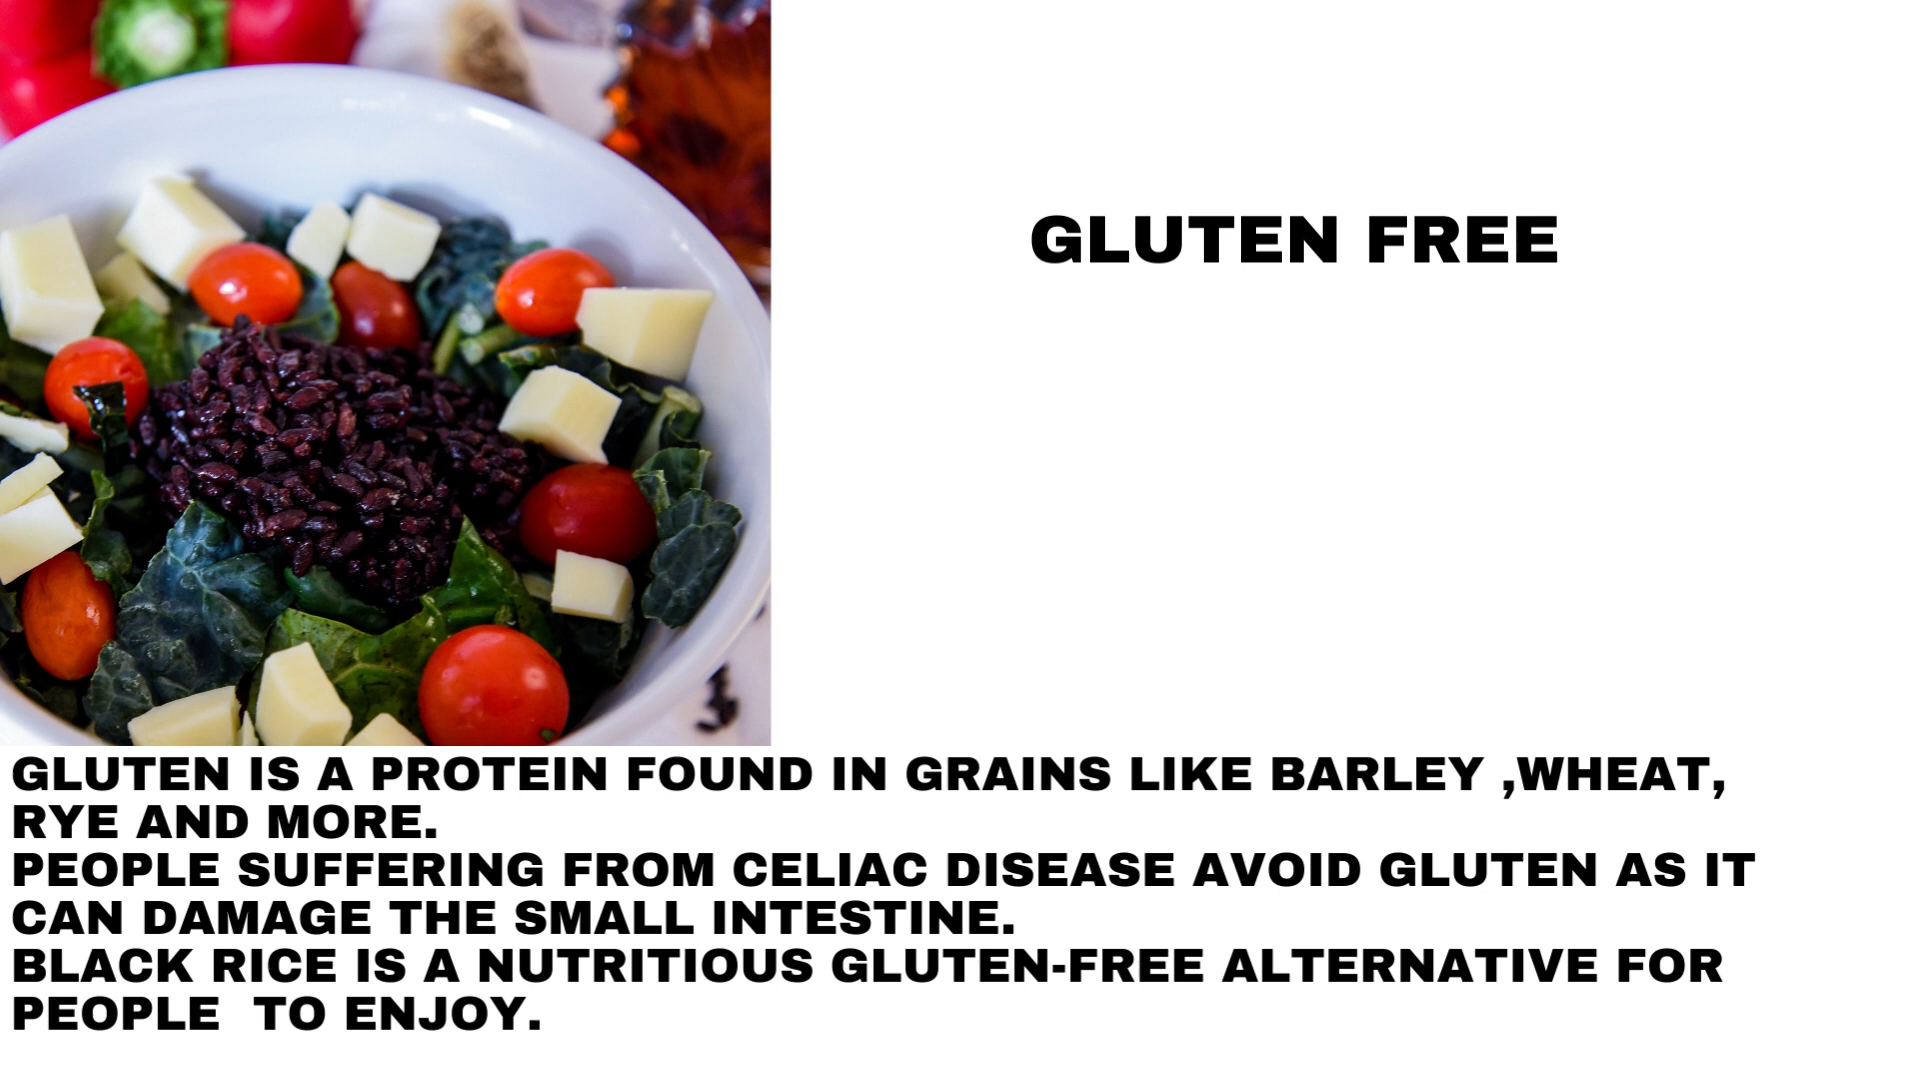 GLUTEN FREE
GLUTEN IS A PROTEIN FOUND IN GRAINS LIKE BARLEY ,WHEAT,
RYE AND MORE.
PEOPLE SUFFERING FROM CELIAC DISEASE AVOID GLUTEN AS IT
CAN DAMAGE THE SMALL INTESTINE.
BLACK RICE IS A NUTRITIOUS GLUTEN-FREE ALTERNATIVE FOR
PEOPLE  TO ENJOY.